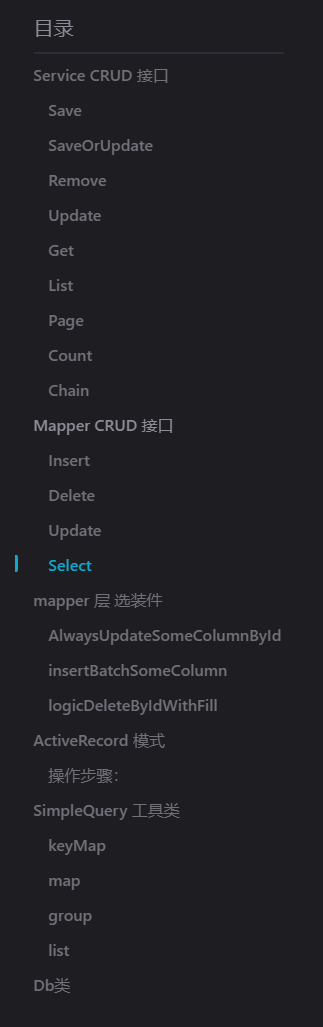 目录
Service CRUD 接口
Save
SaveOrUpdate
Remove
Update
Get
List
Page
Count
Chain
Mapper CRUD 接口
Insert
Delete
Update
Select
mapper 层 选装件
AlwaysUpdateSomeColumnById
insertBatchSomeColumn
logicDeleteByIdWithFill
ActiveRecord 模式
操作步骤：
SimpleQuery 工具类
keyMap
map
group
list
Db类